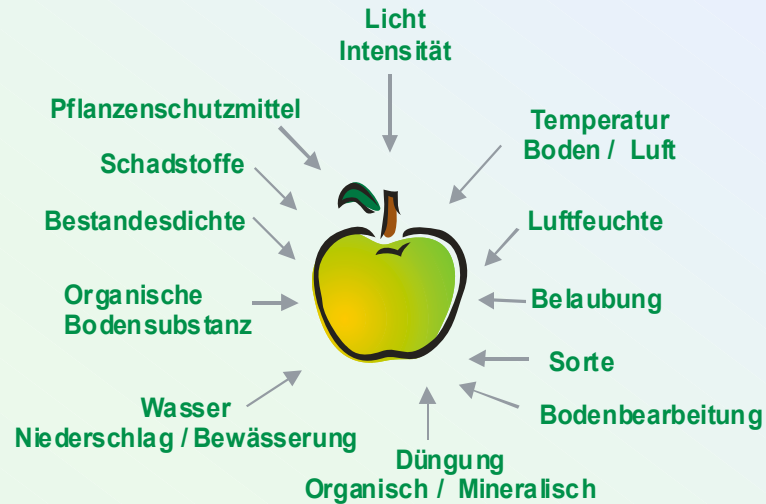 Licht
Intensität
Pflanzenschutzmittel
Temperatur
Boden / Luft
Schadstoffe
Bestandesdichte
Luftfeuchte
Organische
Bodensubstanz
Belaubung
Sorte
Wasser
Niederschlag / Bewässerung
Bodenbearbeitung
Düngung
Organisch / Mineralisch